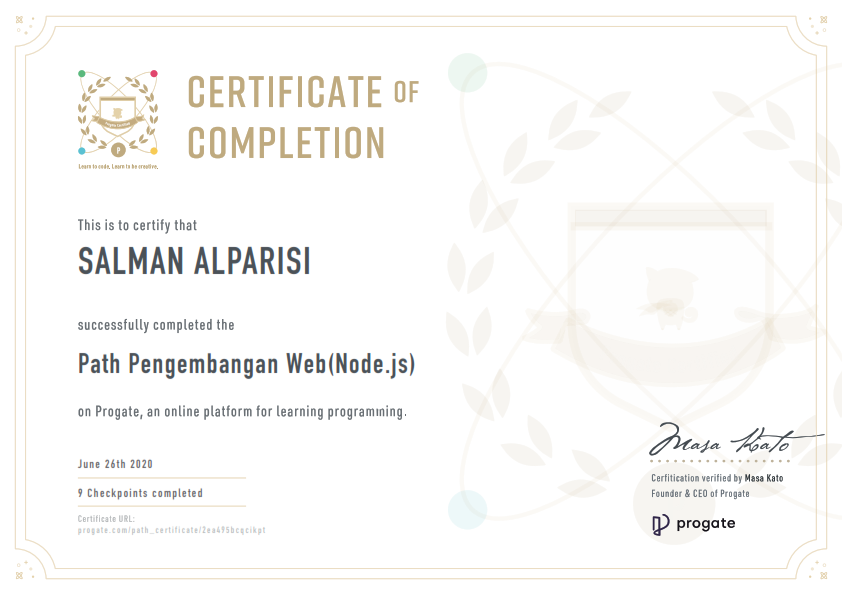 CERTIFICATE OF
COMPLETION
Learn to code. Learn to be creative.
This is to certify that
SALMAN ALPARISI
successfully completed the
Path Pengembangan Web(Node.js)
on Progate, an online platform for learning programming.
June 26th 2020
9 Checkpoints completed
Certificate URL:
progate.com/path_certificate/2ea495bcqcikpt
Masa Kato
Cerfitication verified by Masa Kato
Founder & CEO of Progate
progate